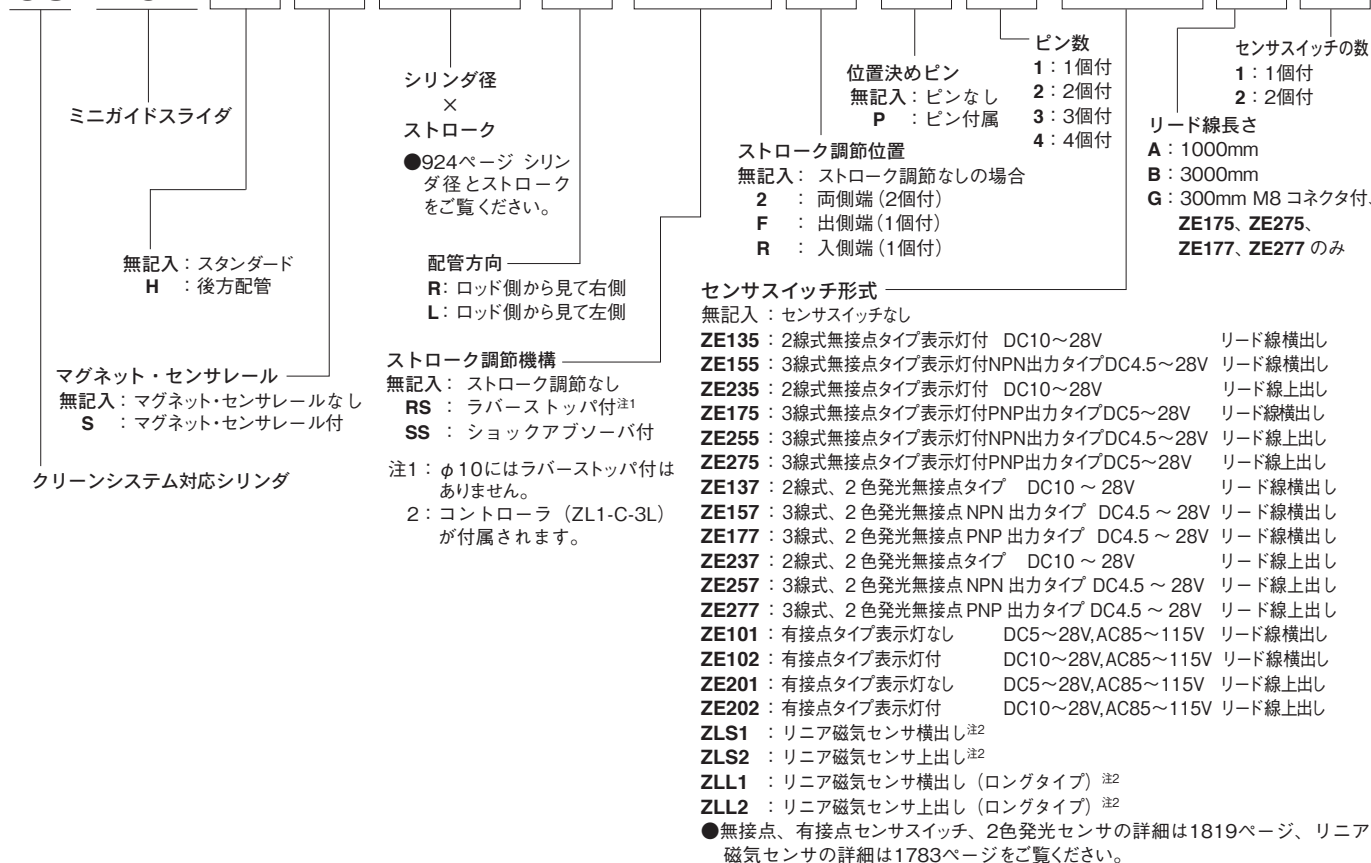 ピン数
1：1個付
2：2個付
3：3個付
4：4個付
センサスイッチの数
1：1個付
2：2個付
位置決めピン
無記入：ピンなし
P ：ピン付属
シリンダ径
×
ストローク
●924ページ シリン
ダ径とストローク
をご覧ください。
ミニガイドスライダ
リード線長さ
A：1000mm
B：3000mm
G：300mm M8 コネクタ付、
ZE175、ZE275、
ZE177、ZE277 のみ
ストローク調節位置
無記入： ストローク調節なしの場合
2 ： 両側端（2個付）
F ： 出側端（1個付）
R ： 入側端（1個付）
無記入：スタンダード
H ：後方配管
配管方向
R：ロッド側から見て右側
L：ロッド側から見て左側
マグネット・センサレール
無記入：マグネット・センサレールなし
S ：マグネット・センサレール付
ストローク調節機構
無記入： ストローク調節なし
RS ： ラバーストッパ付注1
SS ： ショックアブソーバ付
注1： φ10にはラバーストッパ付は
ありません。
2：コントローラ（ZL1-C-3L）
が付属されます。
クリーンシステム対応シリンダ
センサスイッチ形式
無記入：センサスイッチなし
ZE135：2線式無接点タイプ表示灯付 DC10〜28V リード線横出し
ZE155：3線式無接点タイプ表示灯付NPN出力タイプDC4.5〜28V リード線横出し
ZE235：2線式無接点タイプ表示灯付 DC10〜28V リード線上出し
ZE175：3線式無接点タイプ表示灯付PNP出力タイプDC5〜28V リード線横出し
ZE255：3線式無接点タイプ表示灯付NPN出力タイプDC4.5〜28V リード線上出し
ZE275：3線式無接点タイプ表示灯付PNP出力タイプDC5〜28V リード線上出し
ZE137：2線式、2色発光無接点タイプ DC10 〜 28V リード線横出し
ZE157：3線式、2色発光無接点 NPN 出力タイプ DC4.5 〜 28V リード線横出し
ZE177：3線式、2色発光無接点 PNP 出力タイプ DC4.5 〜 28V リード線横出し
ZE237：2線式、2色発光無接点タイプ DC10 〜 28V リード線上出し
ZE257：3線式、2色発光無接点 NPN 出力タイプ DC4.5 〜 28V リード線上出し
ZE277：3線式、2色発光無接点 PNP 出力タイプ DC4.5 〜 28V リード線上出し
ZE101：有接点タイプ表示灯なし DC5〜28V,AC85〜115V リード線横出し
ZE102：有接点タイプ表示灯付 DC10〜28V,AC85〜115V リード線横出し
ZE201：有接点タイプ表示灯なし DC5〜28V,AC85〜115V リード線上出し
ZE202：有接点タイプ表示灯付 DC10〜28V,AC85〜115V リード線上出し
ZLS1 ：リニア磁気センサ横出し注2
ZLS2 ：リニア磁気センサ上出し注2
ZLL1 ：リニア磁気センサ横出し（ロングタイプ）注2
ZLL2 ：リニア磁気センサ上出し（ロングタイプ）注2
●無接点、有接点センサスイッチ、2色発光センサの詳細は1819ページ、リニア
磁気センサの詳細は1783ページをご覧ください。